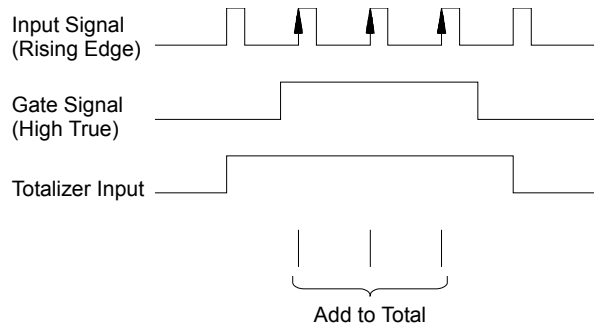 Input Signal
(Rising Edge)
Gate Signal
(High True)
Totalizer Input
Add to Total